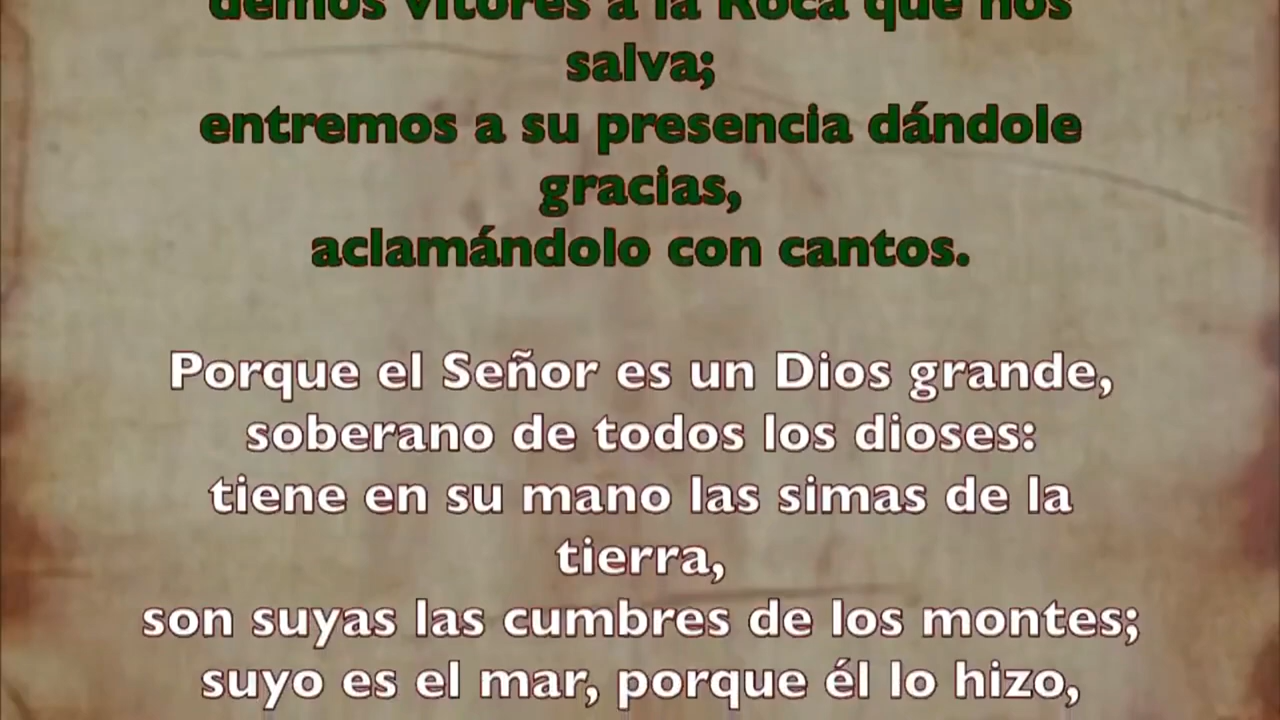 demos vítores a la Roca que nos
salva;
entremos a su presencia dándole
gracias,
aclamándolo con cantos.
Porque el Señor es un Dios grande,
soberano de todos los dioses:
tiene en su mano las simas de la
tierra,
son suyas las cumbres de los montes;
suyo es el mar, porque él lo hizo,